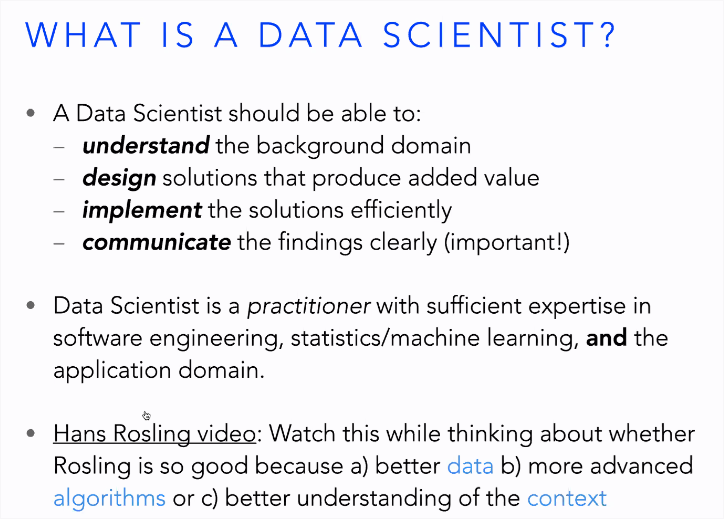 WHAT IS A DATA SCIENTIST?
• A Data Scientist should be able to:
– understand the background domain
– design solutions that produce added value
– implement the solutions efficiently
– communicate the findings clearly (important!)
• Data Scientist is a practitioner with sufficient expertise in
software engineering, statistics/machine learning, and the
application domain.
• Hans Rosling video: Watch this while thinking about whether
Rosling is so good because a) better data b) more advanced
algorithms or c) better understanding of the context